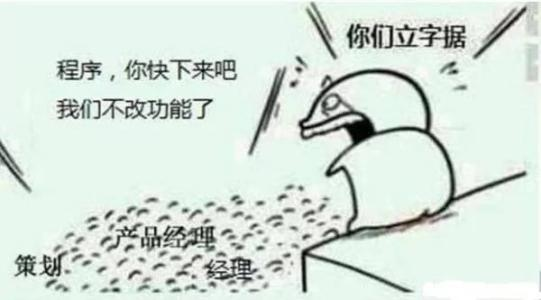 你们立字据
程序，你快下来吧
我们不改功能了
产品经理
策划
经理